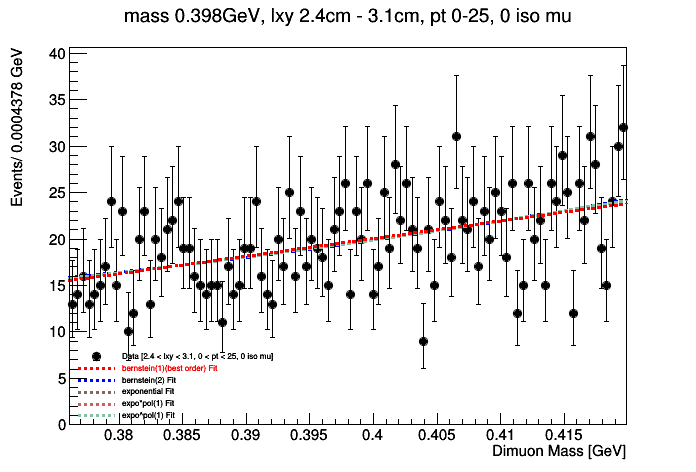 mass 0.398GeV, lxy 2.4cm - 3.1cm, pt 0-25, 0 iso mu
Events/ 0.0004378 GeV
40
35
30
25
20
15
10
5
0
Data [2.4 < lxy < 3.1, 0 < pt < 25, 0 iso mu]
bernstein(1)(best order) Fit
bernstein(2) Fit
exponential Fit
expo*pol(1) Fit
expo^pol(1) Fit
0.38 0.385 0.39 0.395 0.4 0.405 0.41 0.415
Dimuon Mass [GeV]